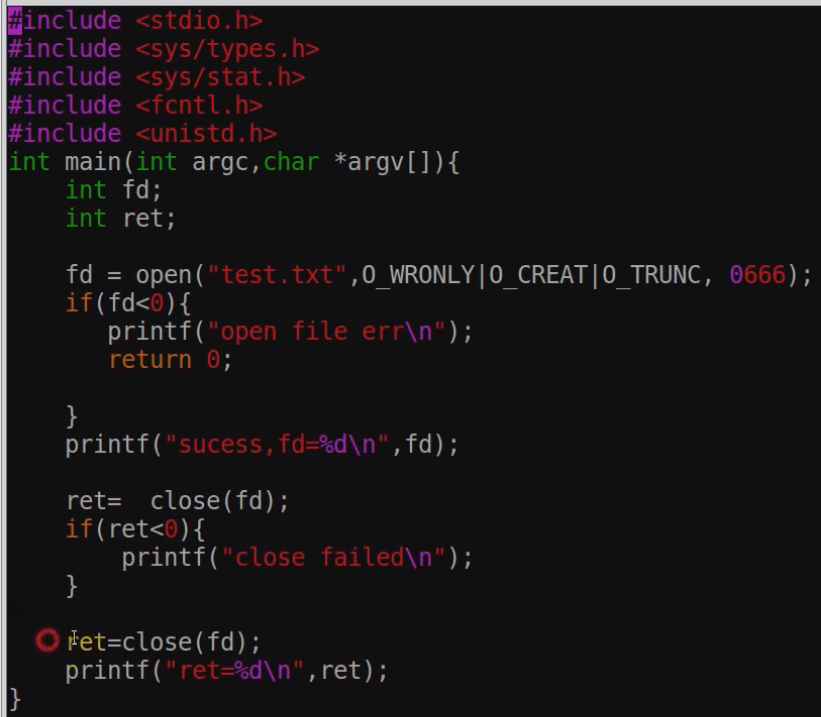 #include <stdio.h>
#include <sys/types.h>
#include <sys/stat.h>
#include <fcntl.h>
#include <unistd.h>
int main(int argc,char *argv[]){
    int fd;
    int ret;

    fd = open("test.txt",O_WRONLY|O_CREAT|O_TRUNC, 0666);
    if(fd<0){
       printf("open file err\n");
       return 0;

    }
    printf("sucess,fd=%d\n",fd);

    ret=  close(fd);
    if(ret<0){
        printf("close failed\n");
    }

    ret=close(fd);
    printf("ret=%d\n",ret);
}